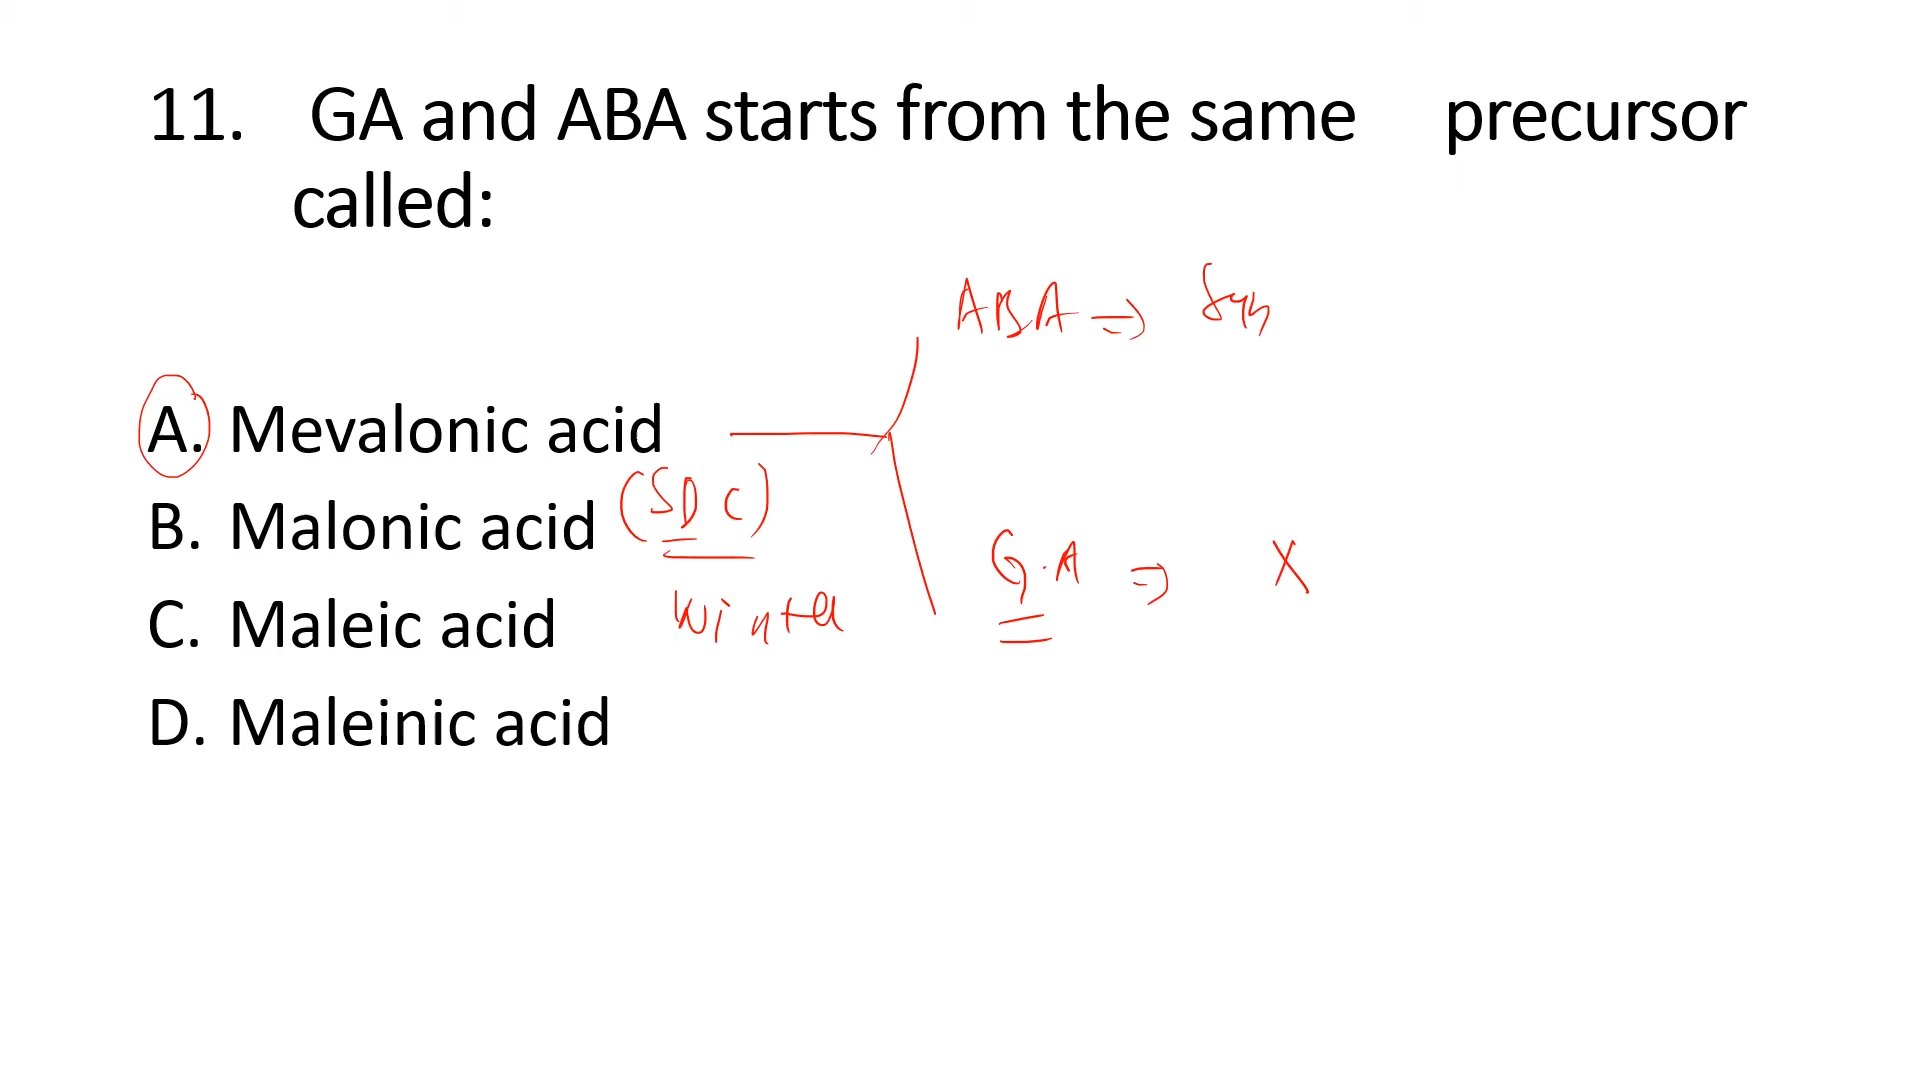 11. GA and ABA starts from the same precursor
called:
ABA ⇒ Syn
A. Mevalonic acid
(SDC)
B. Malonic acid
G.A ⇒ X
C. Maleic acid
Winter
D. Maleinic acid